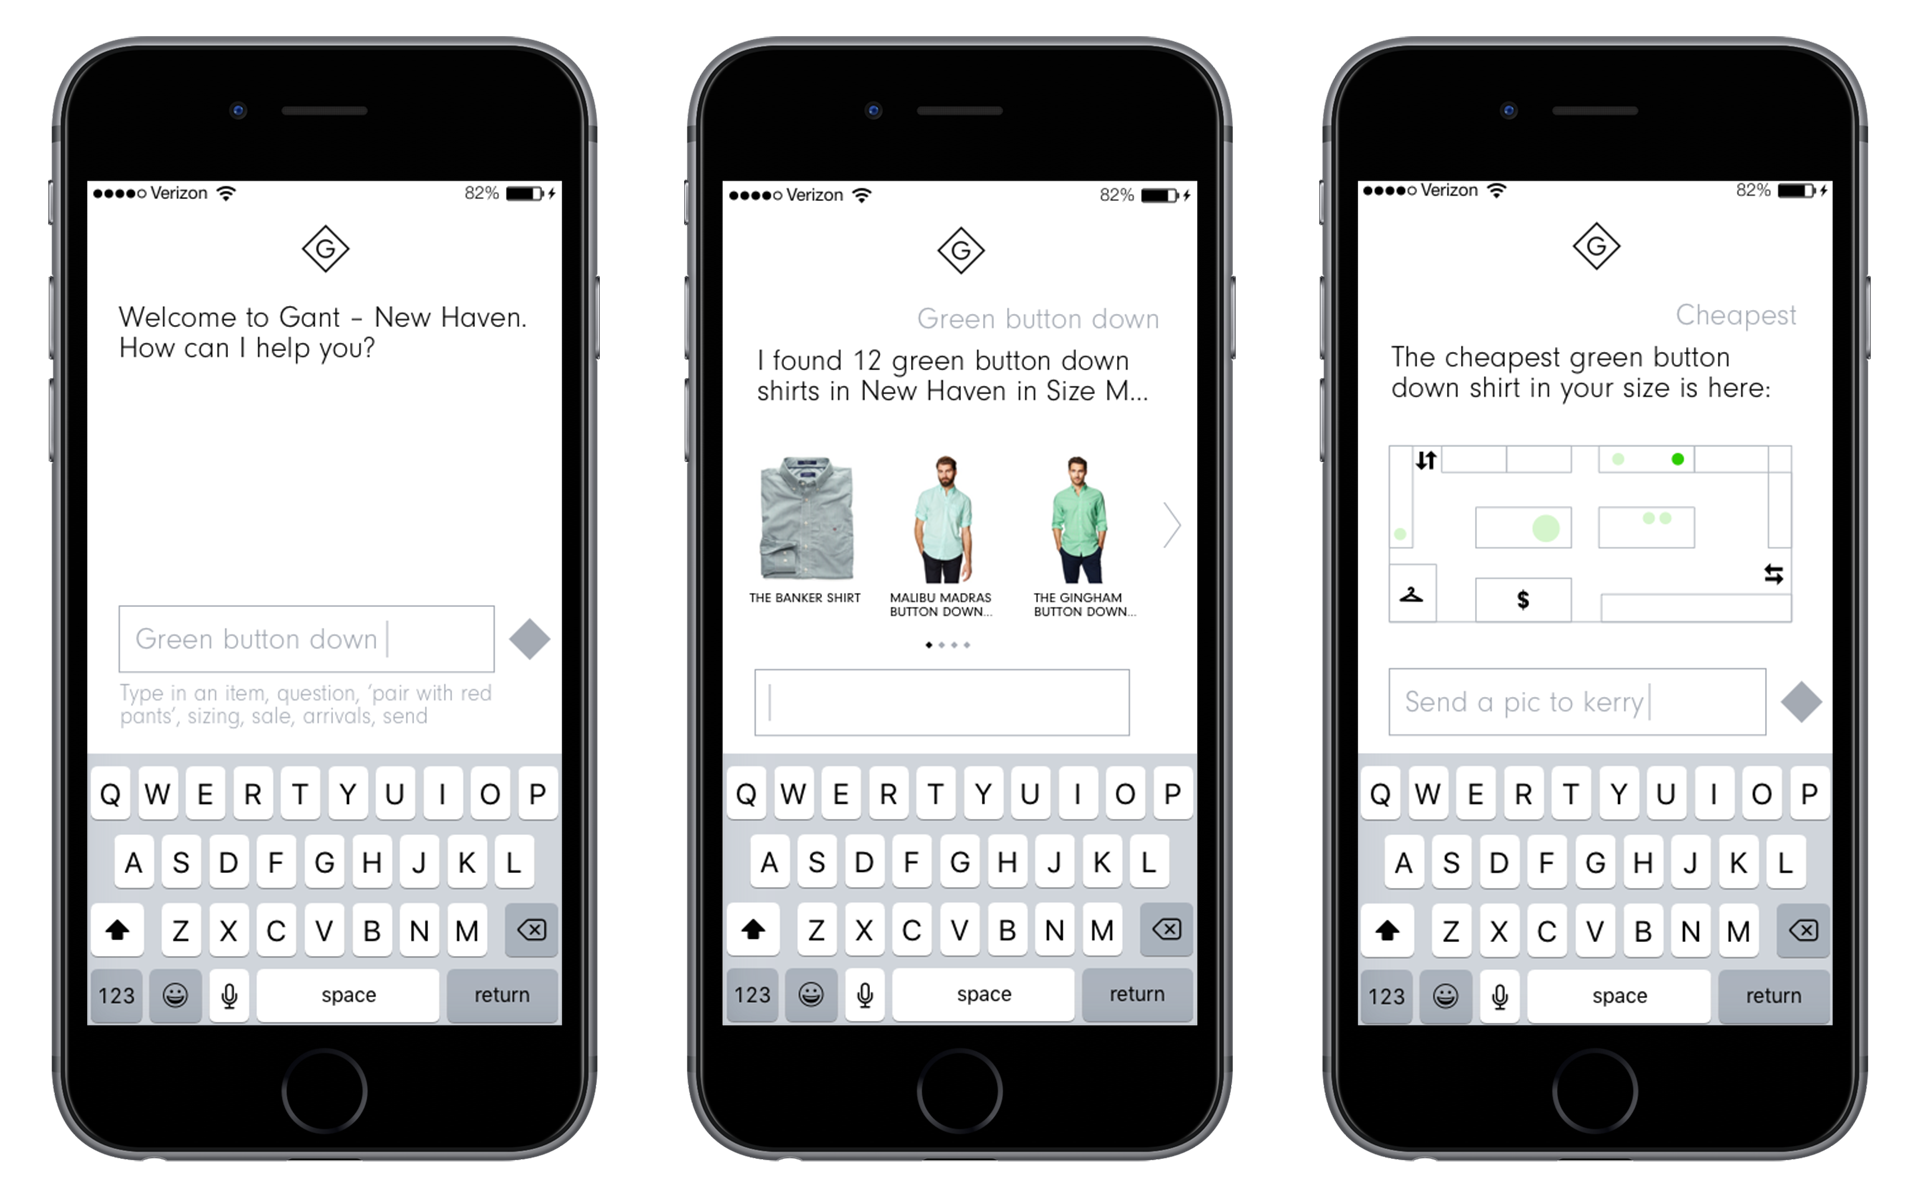 Verizon 82%
G
Welcome to Gant – New Haven.
How can I help you?
Green button down
Type in an item, question, ‘pair with red
pants’, sizing, sale, arrivals, send
Q W E R T Y U I O P
A S D F G H J K L
Z X C V B N M
123 space return
Verizon 82%
G
Green button down
I found 12 green button down
shirts in New Haven in Size M...
THE BANKER SHIRT
MALIBU MADRAS
BUTTON DOWN...
THE GINGHAM
BUTTON DOWN...
Q W E R T Y U I O P
A S D F G H J K L
Z X C V B N M
123 space return
Verizon 82%
G
Cheapest
The cheapest green button
down shirt in your size is here:
$
Send a pic to kerry
Q W E R T Y U I O P
A S D F G H J K L
Z X C V B N M
123 space return